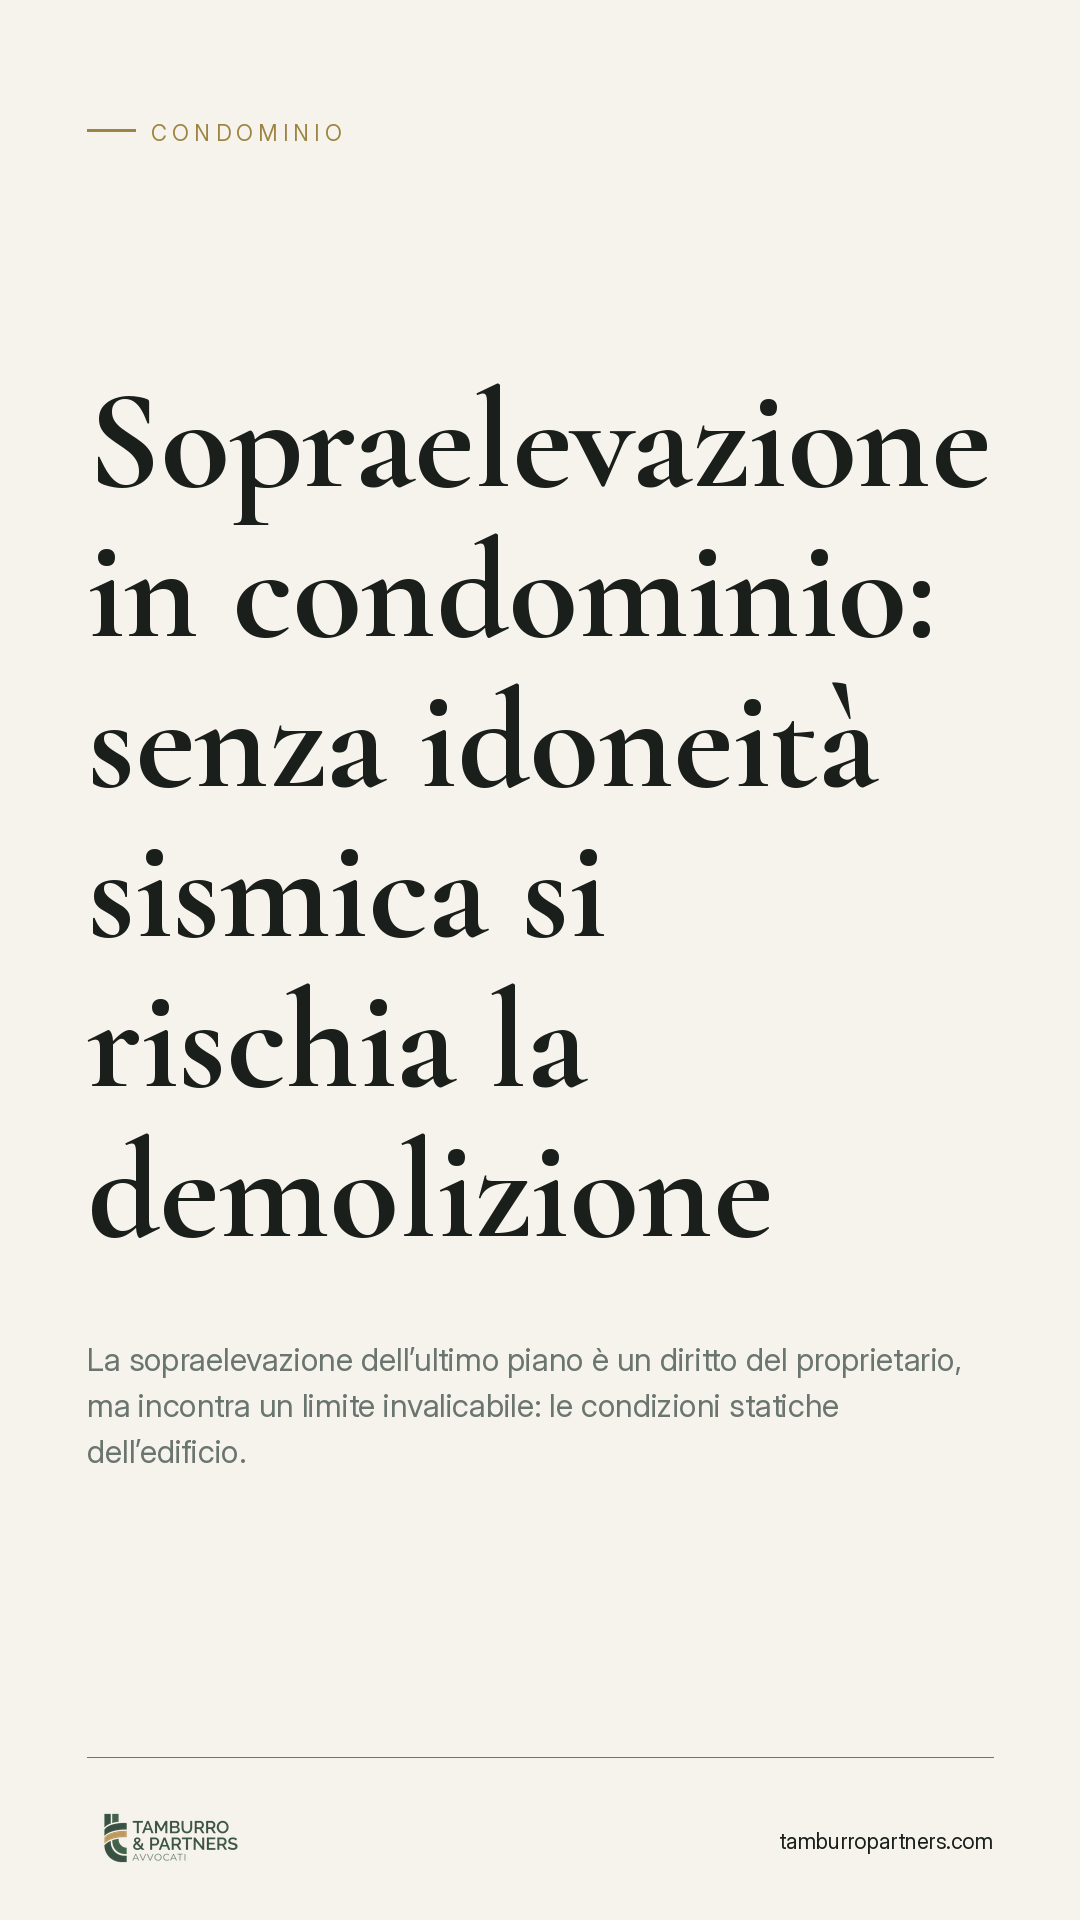 CONDOMINIO
Sopraelevazione
in condominio:
senza idoneità
sismica si
rischia la
demolizione
La sopraelevazione dell’ultimo piano è un diritto del proprietario,
ma incontra un limite invalicabile: le condizioni statiche
dell’edificio.
TAMBURRO
& PARTNERS
AVVOCATI
tamburropartners.com